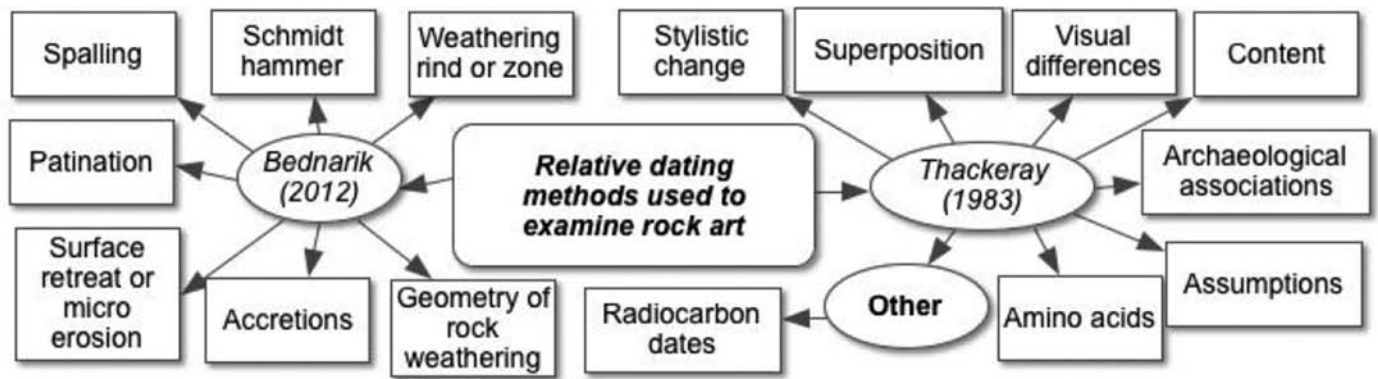 Spalling
Schmidt
hammer
Weathering
rind or zone
Stylistic
change
Superposition
Visual
differences
Content
Patination
Bednarik
(2012)
Relative dating
methods used to
examine rock art
Thackeray
(1983)
Archaeological
associations
Surface
retreat or
micro
erosion
Accretions
Geometry of
rock
weathering
Radiocarbon
dates
Other
Amino acids
Assumptions